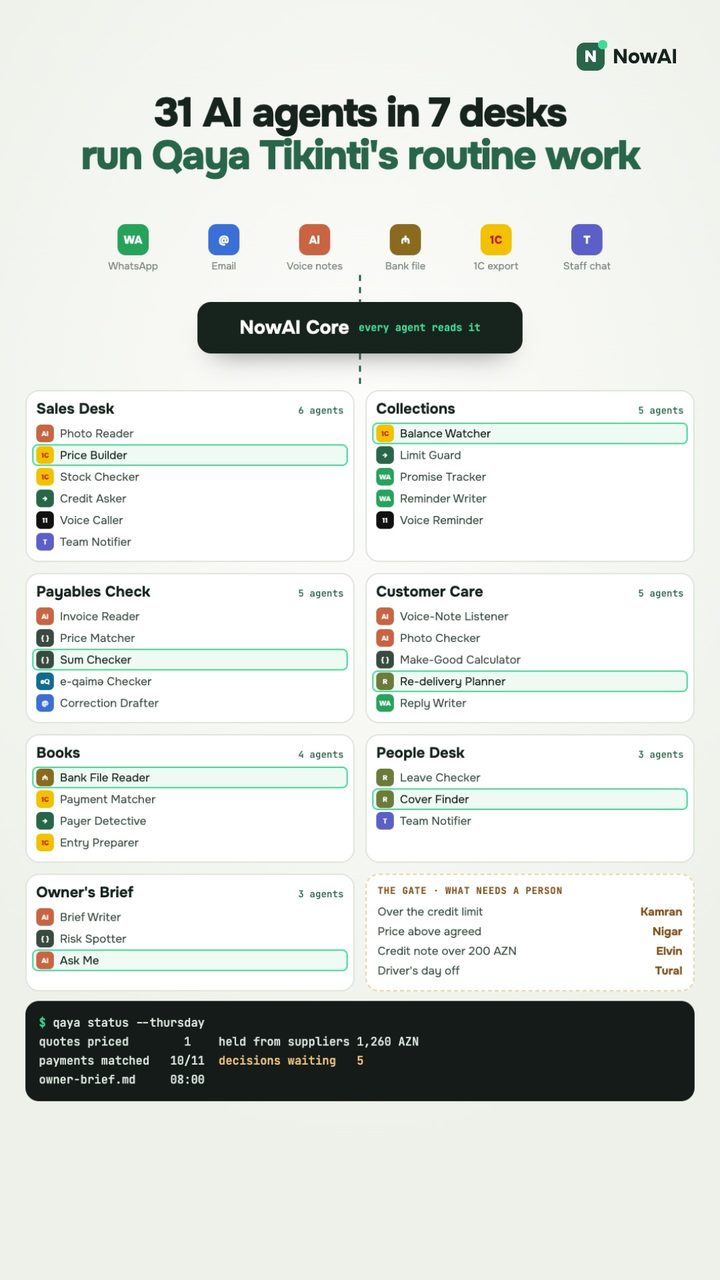 N NowAI
31 AI agents in 7 desks
run Qaya Tikinti's routine work
WA @ AI 1C T
WhatsApp Email Voice notes Bank file 1C export Staff chat
NowAI Core every agent reads it
Sales Desk 6 agents
AI Photo Reader
1C Price Builder
1C Stock Checker
Credit Asker
11 Voice Caller
T Team Notifier
Collections 5 agents
1C Balance Watcher
Limit Guard
WA Promise Tracker
WA Reminder Writer
11 Voice Reminder
Payables Check 5 agents
AI Invoice Reader
{} Price Matcher
{} Sum Checker
eQ e-qaimə Checker
@ Correction Drafter
Customer Care 5 agents
AI Voice-Note Listener
AI Photo Checker
{} Make-Good Calculator
R Re-delivery Planner
WA Reply Writer
Books 4 agents
₼ Bank File Reader
1C Payment Matcher
Payer Detective
1C Entry Preparer
People Desk 3 agents
R Leave Checker
R Cover Finder
T Team Notifier
Owner's Brief 3 agents
AI Brief Writer
{} Risk Spotter
AI Ask Me
THE GATE · WHAT NEEDS A PERSON
Over the credit limit Kamran
Price above agreed Nigar
Credit note over 200 AZN Elvin
Driver's day off Tural
$ qaya status --thursday
quotes priced 1 held from suppliers 1,260 AZN
payments matched 10/11 decisions waiting 5
owner-brief.md 08:00